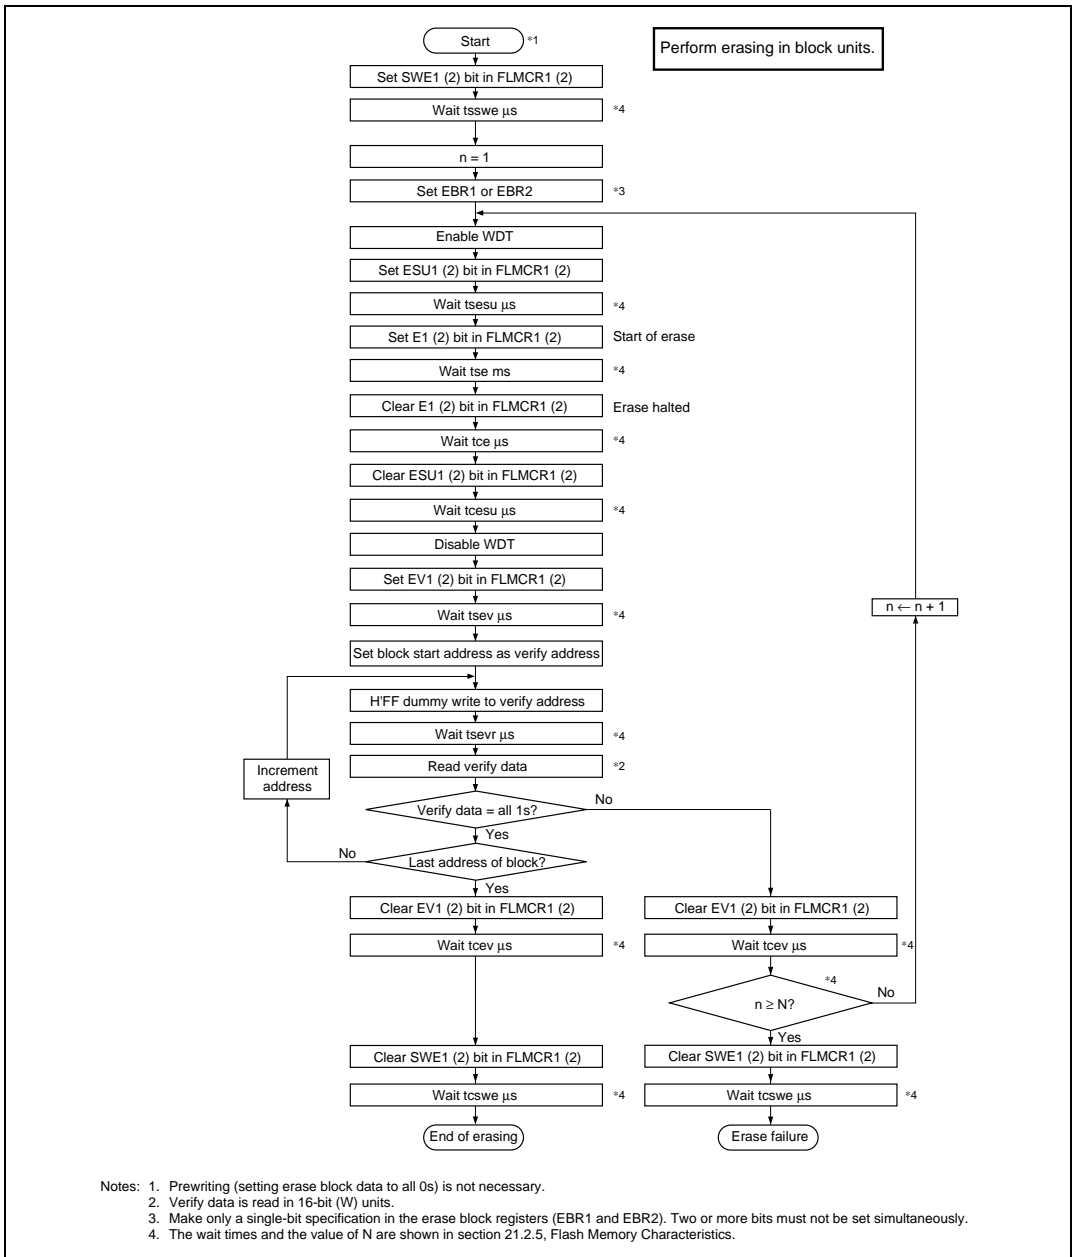 Start *1
Perform erasing in block units.
Set SWE1 (2) bit in FLMCR1 (2)
Wait tsswe μs *4
n = 1
Set EBR1 or EBR2 *3
Enable WDT
Set ESU1 (2) bit in FLMCR1 (2)
Wait tsesu μs *4
Set E1 (2) bit in FLMCR1 (2) Start of erase
Wait tse ms *4
Clear E1 (2) bit in FLMCR1 (2) Erase halted
Wait tce μs *4
Clear ESU1 (2) bit in FLMCR1 (2)
Wait tcesu μs *4
Disable WDT
Set EV1 (2) bit in FLMCR1 (2)
n ← n + 1
Wait tsev μs *4
Set block start address as verify address
H'FF dummy write to verify address
Wait tsevr μs *4
Read verify data *2
Increment
address
Verify data = all 1s? No
Yes
Last address of block? No
Yes
Clear EV1 (2) bit in FLMCR1 (2)
Wait tcev μs *4
Clear EV1 (2) bit in FLMCR1 (2)
Wait tcev μs *4
*4
n ≥ N? No
Yes
Clear SWE1 (2) bit in FLMCR1 (2)
Wait tcswe μs *4
End of erasing
Clear SWE1 (2) bit in FLMCR1 (2)
Wait tcswe μs *4
Erase failure
Notes: 1. Prewriting (setting erase block data to all 0s) is not necessary.
2. Verify data is read in 16-bit (W) units.
3. Make only a single-bit specification in the erase block registers (EBR1 and EBR2). Two or more bits must not be set simultaneously.
4. The wait times and the value of N are shown in section 21.2.5, Flash Memory Characteristics.